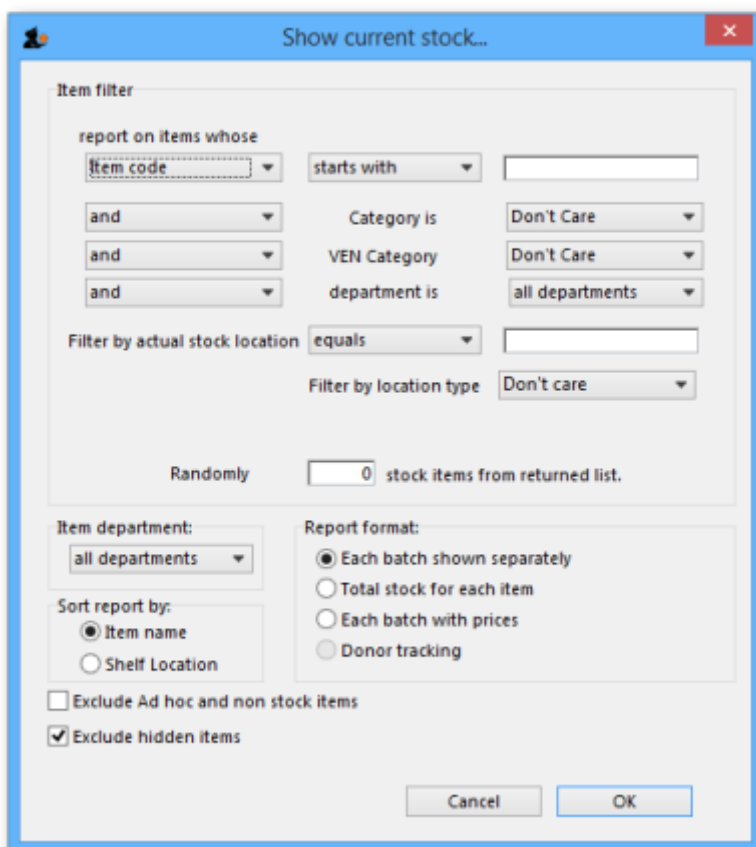 Show current stock...
Item filter
report on items whose
Item code starts with
and Category is Don't Care
and VEN Category Don't Care
and department is all departments
Filter by actual stock location equals
Filter by location type Don't care
Randomly 0 stock items from returned list.
Item department:
all departments
Sort report by:
Item name
Shelf Location
Report format:
Each batch shown separately
Total stock for each item
Each batch with prices
Donor tracking
Exclude Ad hoc and non stock items
Exclude hidden items
Cancel OK